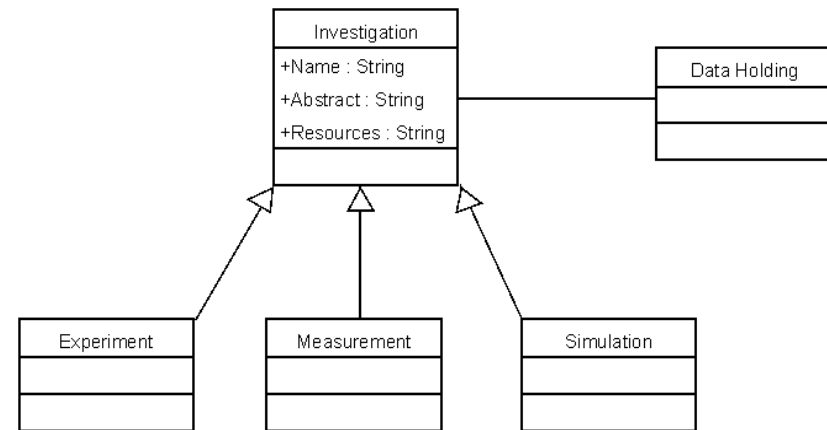 Investigation
+Name : String
+Abstract : String
+Resources : String
Data Holding
Experiment
Measurement
Simulation